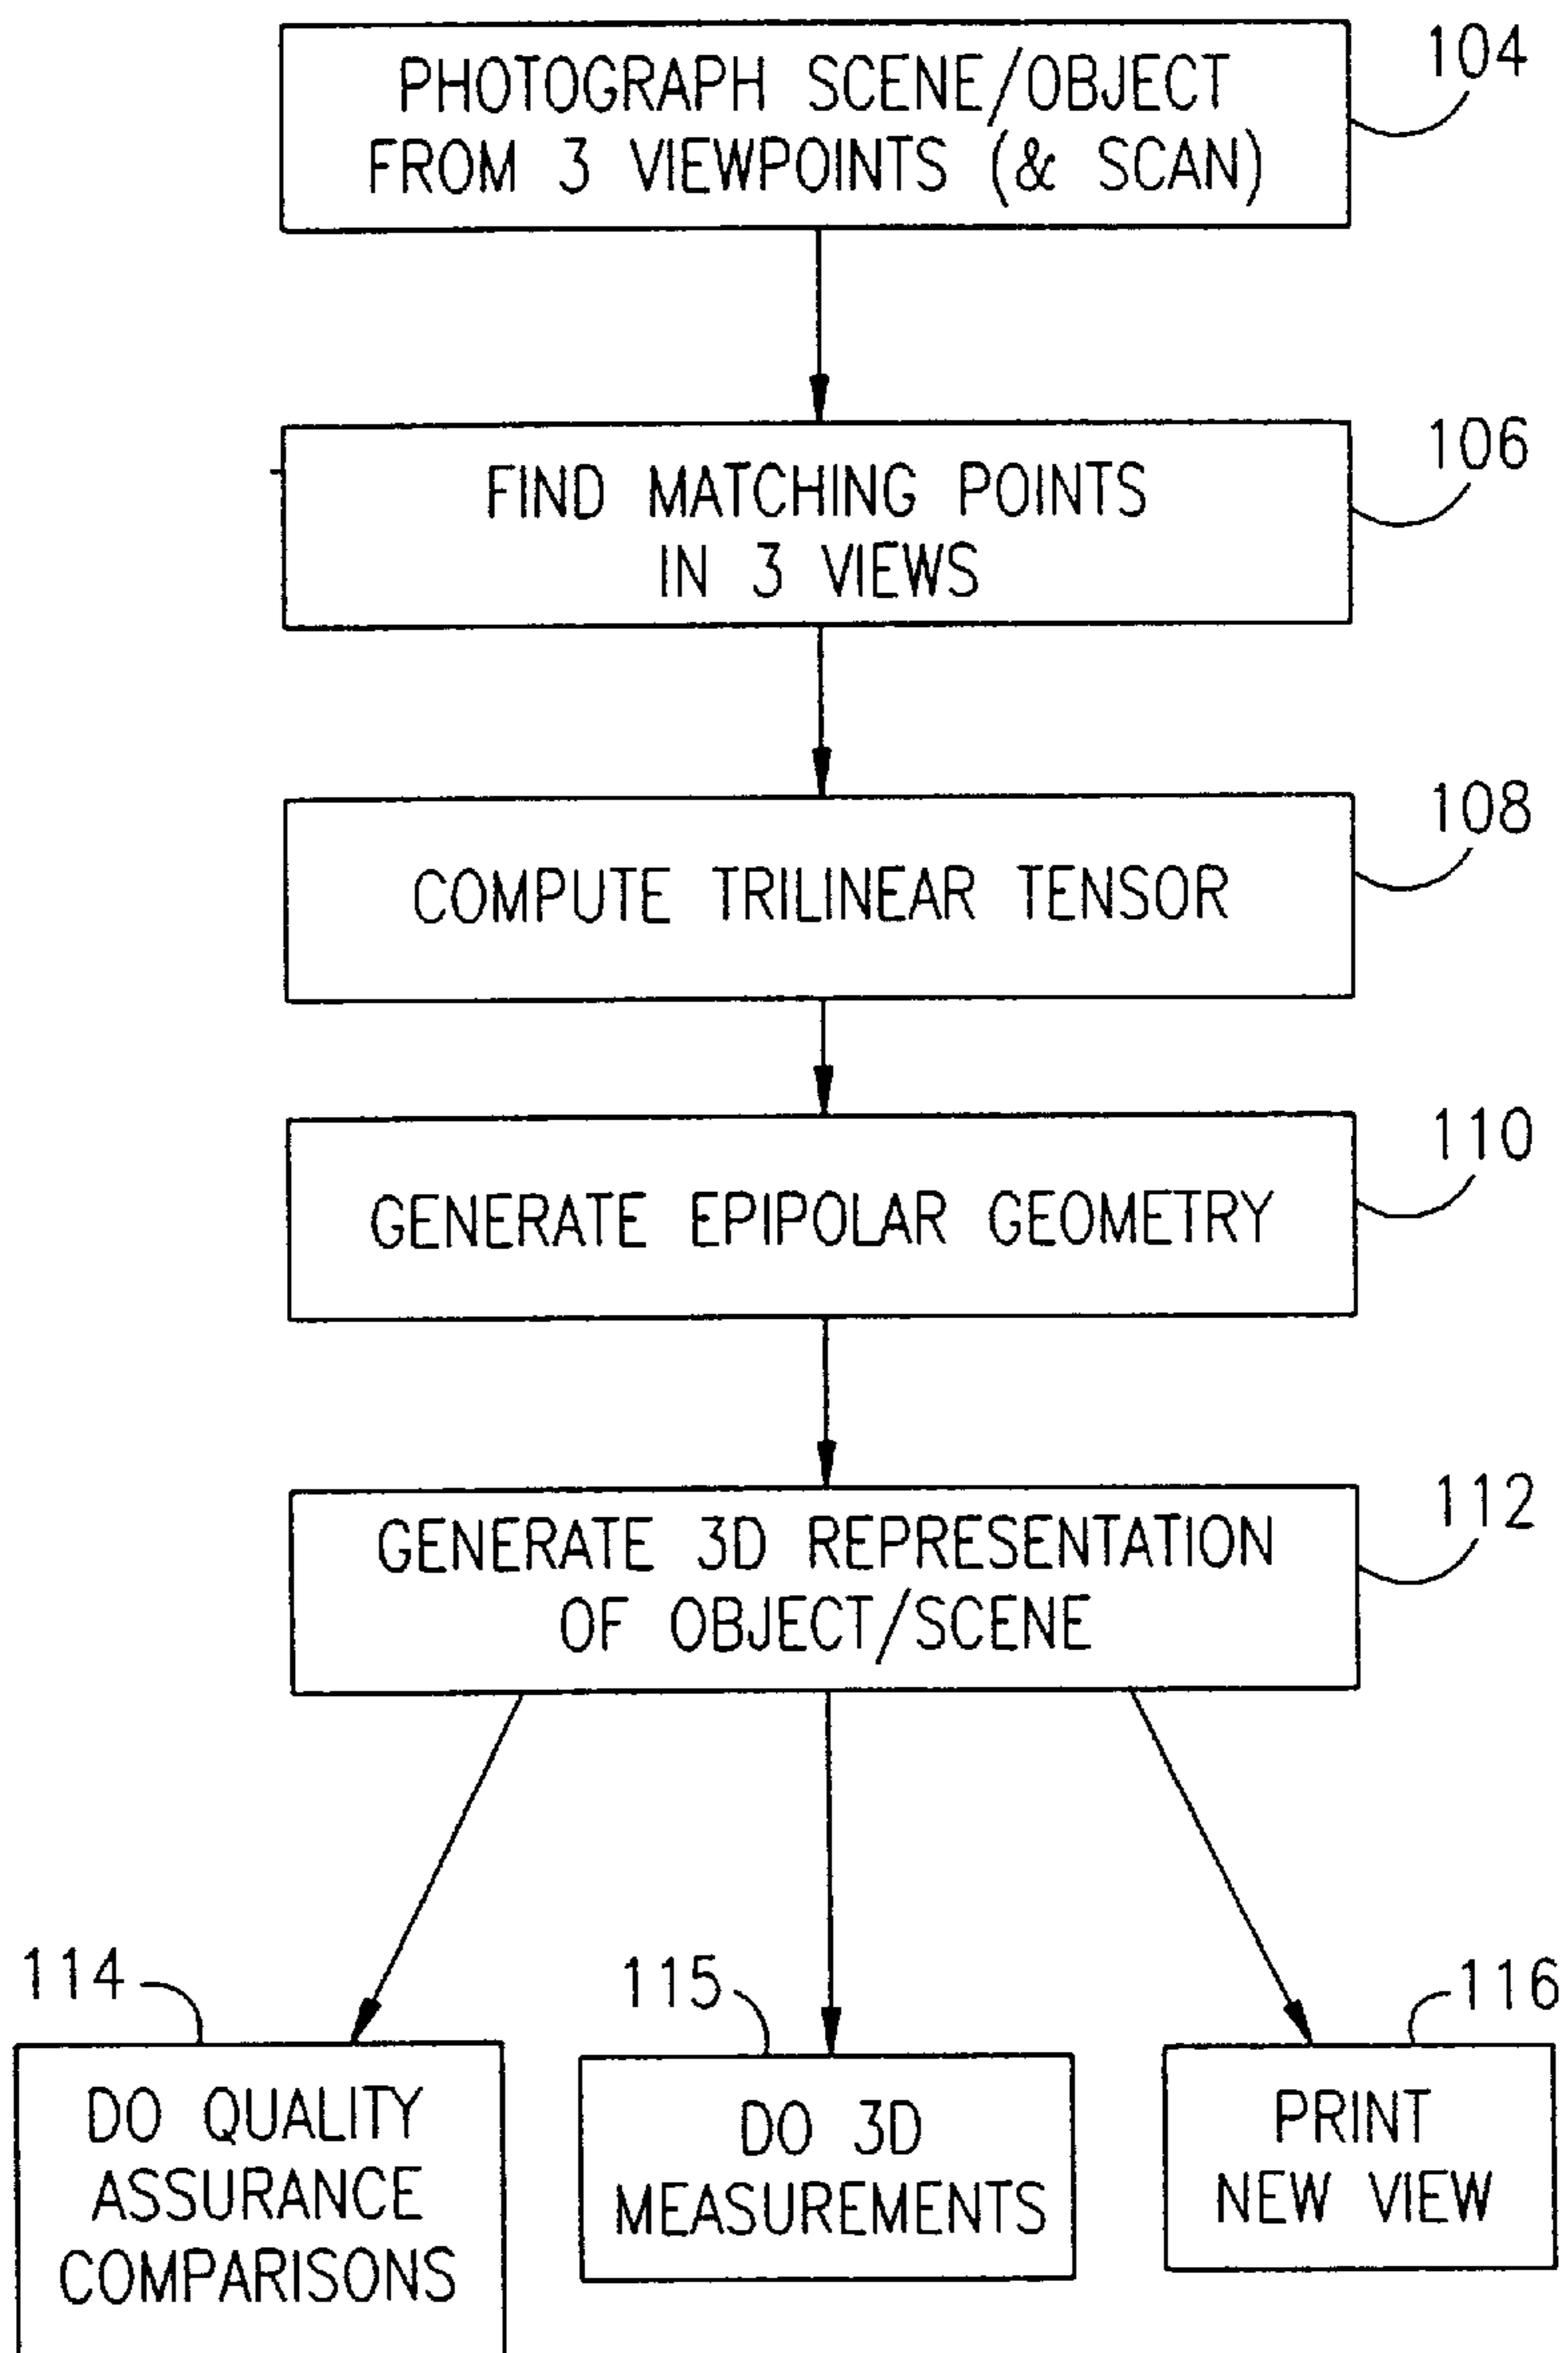 104
PHOTOGRAPH SCENE/OBJECT
FROM 3 VIEWPOINTS (& SCAN)
106
FIND MATCHING POINTS
IN 3 VIEWS
108
COMPUTE TRILINEAR TENSOR
110
GENERATE EPIPOLAR GEOMETRY
112
GENERATE 3D REPRESENTATION
OF OBJECT/SCENE
114
DO QUALITY
ASSURANCE
COMPARISONS
115
DO 3D
MEASUREMENTS
116
PRINT
NEW VIEW